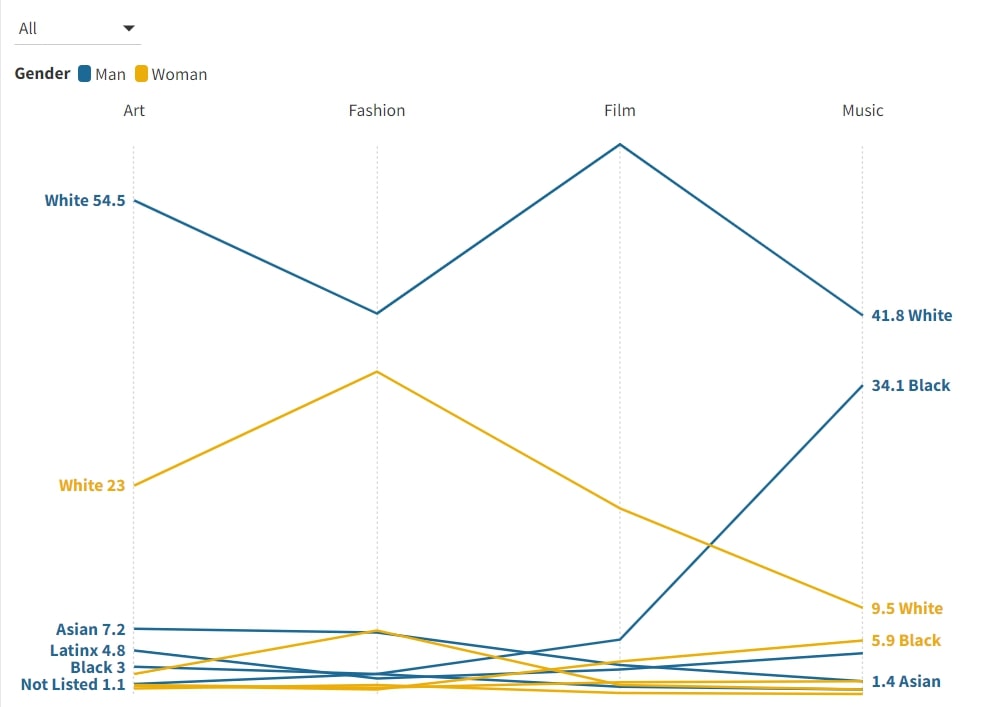 All
Gender Man Woman
Art Fashion Film Music
White 54.5
41.8 White
34.1 Black
White 23
9.5 White
Asian 7.2
5.9 Black
Latinx 4.8
Black 3
1.4 Asian
Not Listed 1.1